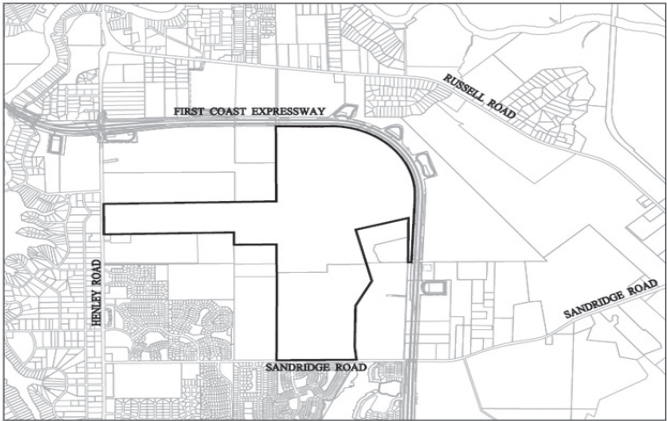 RUSSELL ROAD
FIRST COAST EXPRESSWAY
HENLEY ROAD
SANDRIDGE ROAD
SANDRIDGE ROAD